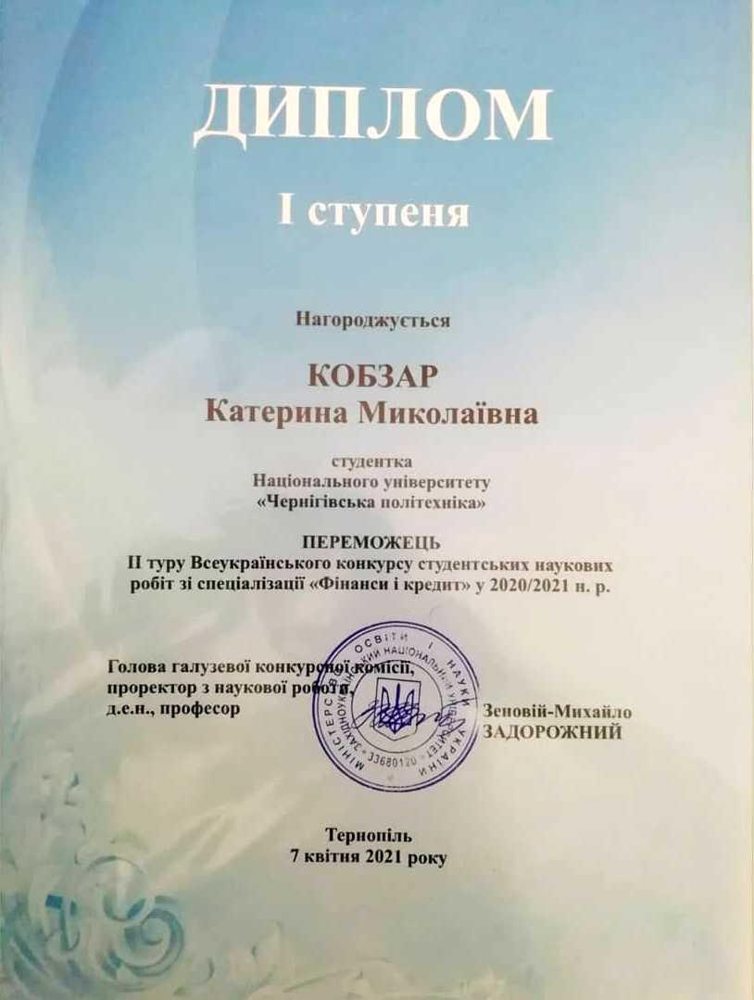 ДИПЛОМ
І ступеня
Нагороджується
КОБЗАР
Катерина Миколаївна
студентка
Національного університету
«Чернігівська політехніка»
ПЕРЕМОЖЕЦЬ
ІІ туру Всеукраїнського конкурсу студентських наукових
робіт зі спеціалізації «Фінанси і кредит» у 2020/2021 н. р.
Голова галузевої конкурсної комісії,
проректор з наукової роботи,
д.е.н., професор
Зеновій-Михайло
ЗАДОРОЖНИЙ
МІНІСТЕРСТВО ОСВІТИ І НАУКИ УКРАЇНИ
ЗАХІДНОУКРАЇНСЬКИЙ НАЦІОНАЛЬНИЙ УНІВЕРСИТЕТ
* 33680120 *
Тернопіль
7 квітня 2021 року